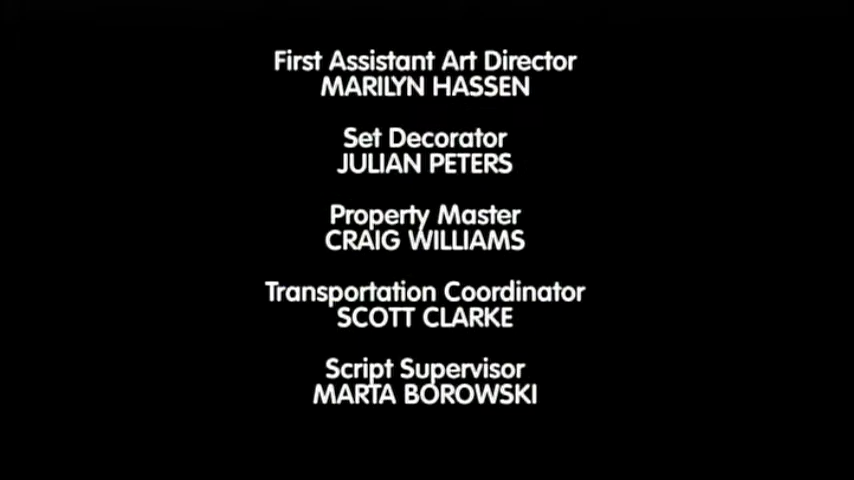 First Assistant Art Director
MARILYN HASSEN
Set Decorator
JULIAN PETERS
Property Master
CRAIG WILLIAMS
Transportation Coordinator
SCOTT CLARKE
Script Supervisor
MARTA BOROWSKI